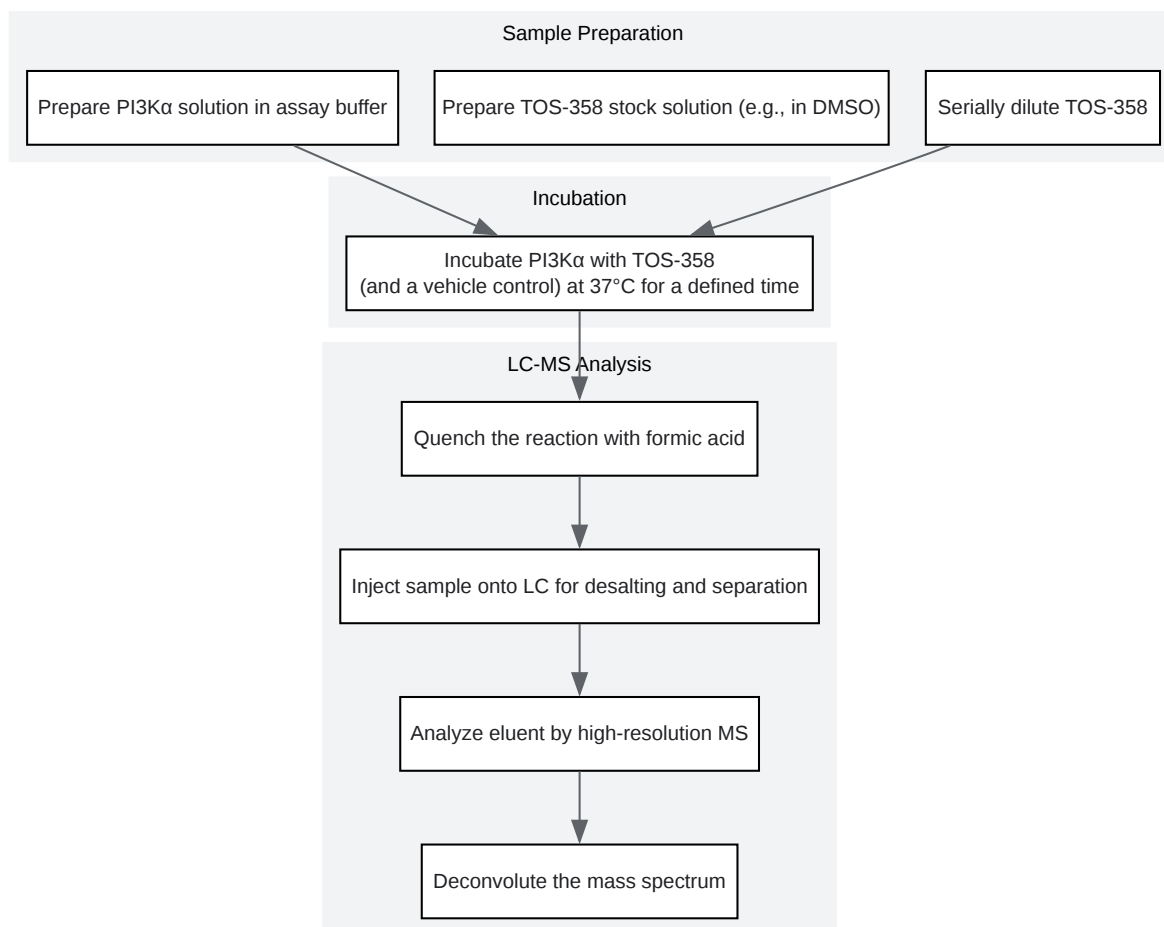 Sample Preparation
Prepare PI3Kα solution in assay buffer
Prepare TOS-358 stock solution (e.g., in DMSO)
Serially dilute TOS-358
Incubation
Incubate PI3Kα with TOS-358
(and a vehicle control) at 37°C for a defined time
LC-MS Analysis
Quench the reaction with formic acid
Inject sample onto LC for desalting and separation
Analyze eluent by high-resolution MS
Deconvolute the mass spectrum